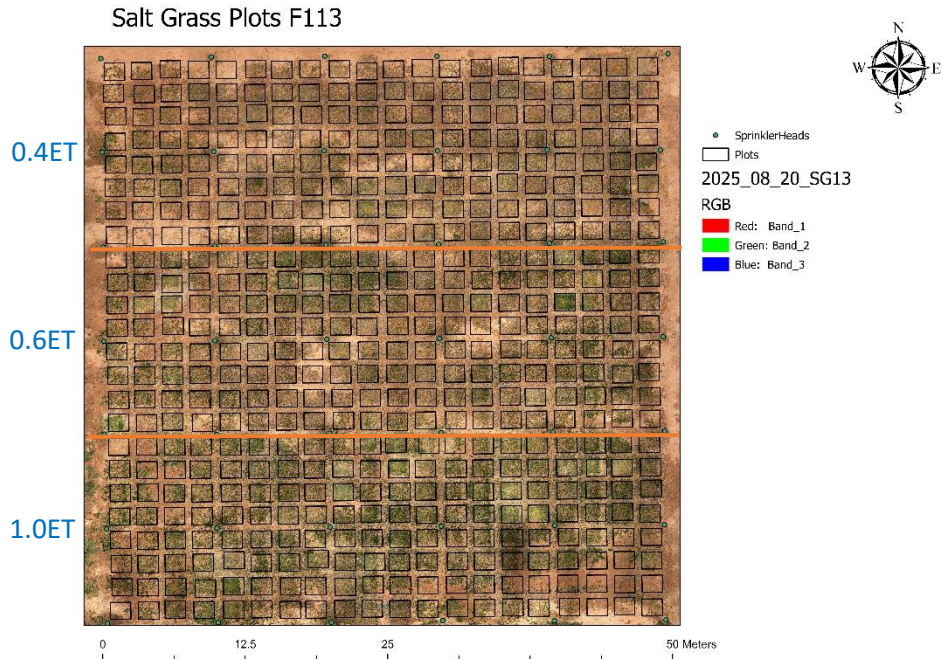 Salt Grass Plots F113
N
W
E
S
0.4ET
0.6ET
1.0ET
SprinklerHeads
Plots
2025_08_20_SG13
RGB
Red: Band_1
Green: Band_2
Blue: Band_3
0
12.5
25
50 Meters